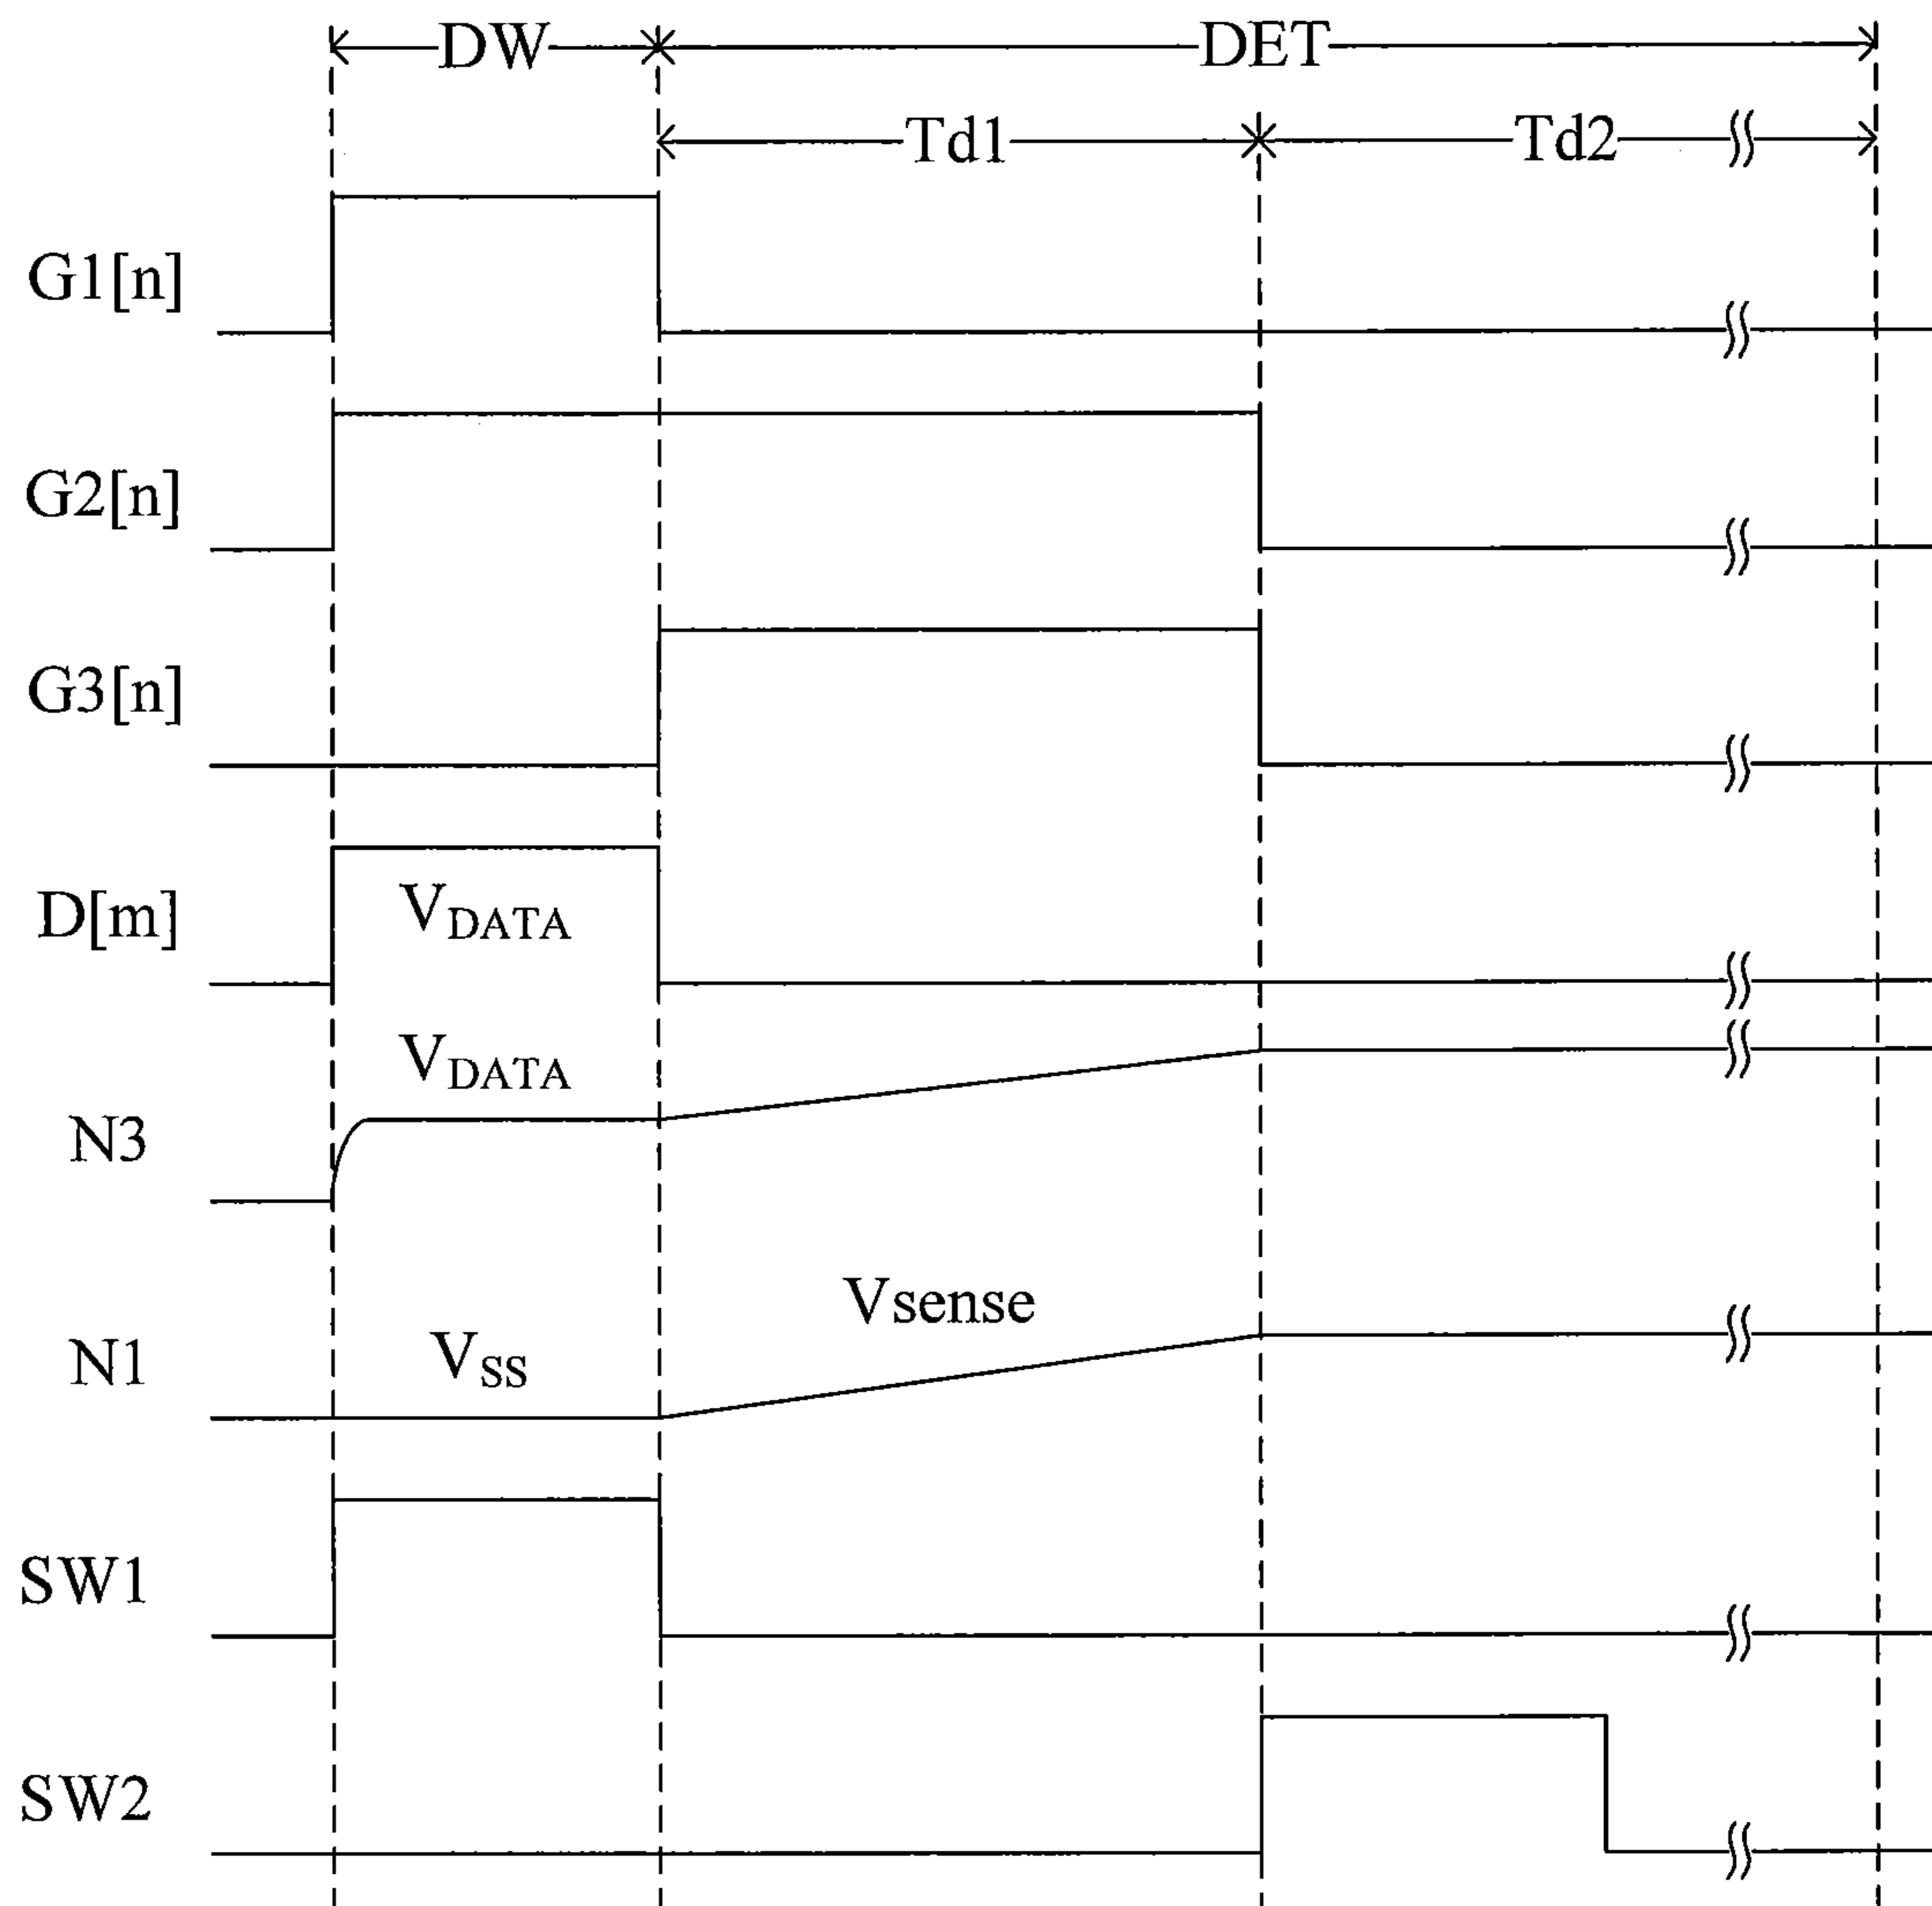 DW DET
Td1 Td2
G1[n]
G2[n]
G3[n]
D[m] VDATA
VDATA
N3
Vsense
N1 VSS
SW1
SW2